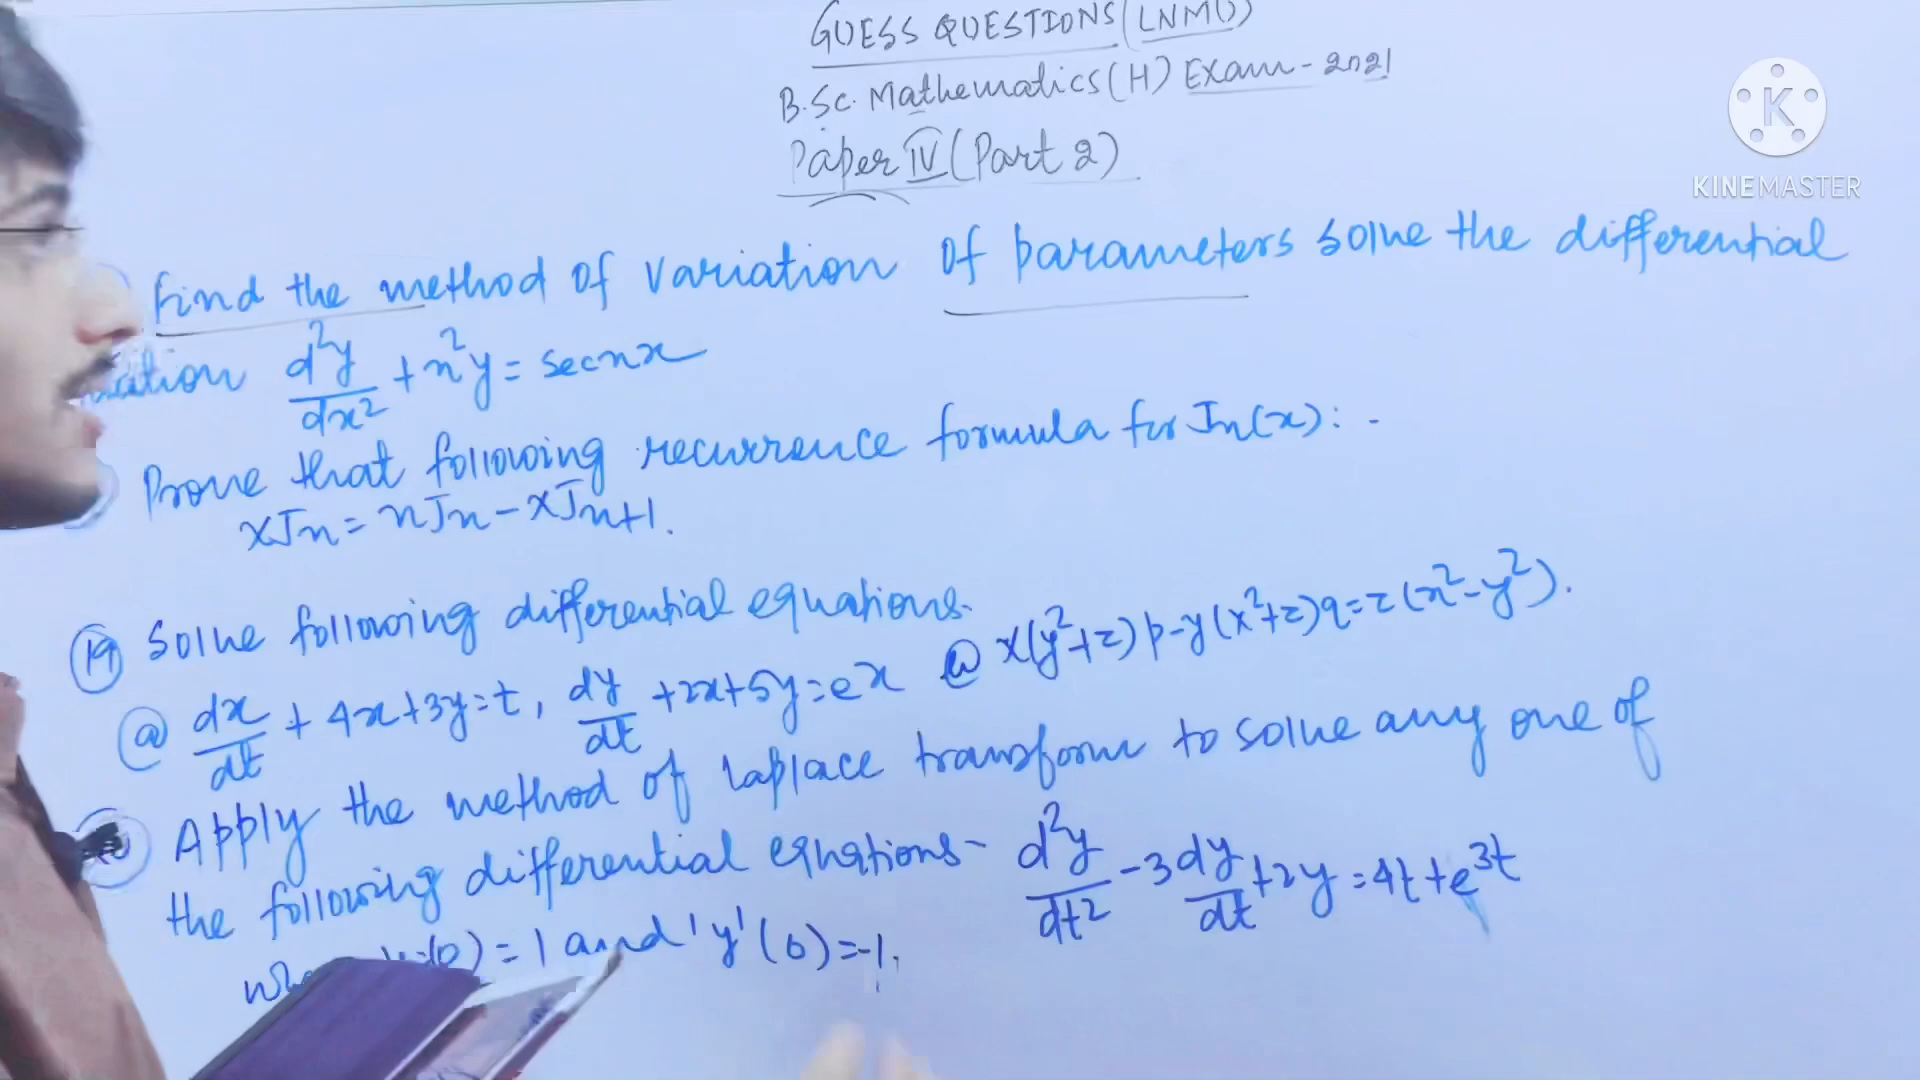 GUESS QUESTIONS (LNMU)
B.Sc. Mathematics (H) Exam - 2021
Paper IV (Part 2)
K
KINEMASTER
find the method of variation of parameters solve the differential
d²y/dx² + n²y = secnx
Prove that following recurrence formula for Jn(x): -
xJn = nJn - xJn+1.
19 Solve following differential equations.
@ dx/dt + 4x + 3y = t, dy/dt + 2x + 5y = ex @ x(y²+z)p - y(x²+z)q = z(x²-y²).
Apply the method of laplace transform to solve any one of
the following differential equations - d²y/dt² - 3dy/dt + 2y = 4t + e^3t
(0) = 1 and 'y'(0) = -1.